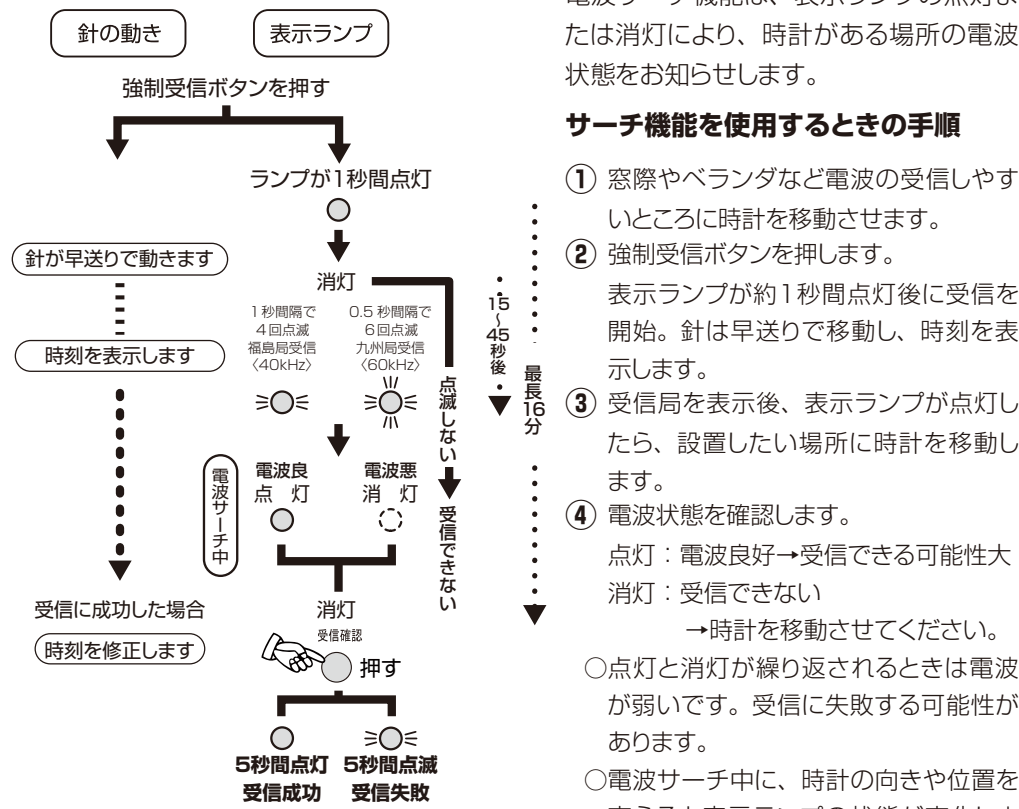 針の動き
表示ランプ
強制受信ボタンを押す
ランプが1秒間点灯
針が早送りで動きます
消灯
1秒間隔で
4回点滅
福島局受信
〈40kHz〉
0.5 秒間隔で
6回点滅
九州局受信
〈60kHz〉
時刻を表示します
点滅しない
受信できない
15~45秒後
最長16分
電波サーチ中
電波良
点 灯
電波悪
消 灯
受信に成功した場合
時刻を修正します
消灯
受信確認
押す
5秒間点灯
受信成功
5秒間点滅
受信失敗
電波サーチ機能は、表示ランプの点灯ま
たは消灯により、時計がある場所の電波
状態をお知らせします。
サーチ機能を使用するときの手順
① 窓際やベランダなど電波の受信しやす
いところに時計を移動させます。
② 強制受信ボタンを押します。
表示ランプが約1秒間点灯後に受信を
開始。針は早送りで移動し、時刻を表
示します。
③ 受信局を表示後、表示ランプが点灯し
たら、設置したい場所に時計を移動し
ます。
④ 電波状態を確認します。
点灯：電波良好→受信できる可能性大
消灯：受信できない
→時計を移動させてください。
○点灯と消灯が繰り返されるときは電波
が弱いです。受信に失敗する可能性が
あります。
○電波サーチ中に、時計の向きや位置を